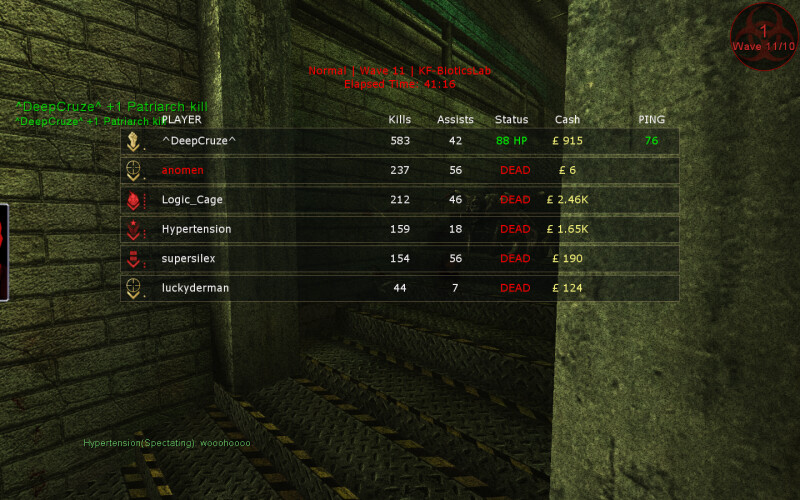 1
Wave 11/10
Normal | Wave 11 | KF-BioticsLab
Elapsed Time: 41:16
^DeepCruze^ +1 Patriarch kill
^DeepCruze^ +1 Patriarch kill
PLAYER Kills Assists Status Cash PING
^DeepCruze^ 583 42 88 HP £ 915 76
anomen 237 56 DEAD £ 6
Logic_Cage 212 46 DEAD £ 2.46K
Hypertension 159 18 DEAD £ 1.65K
supersilex 154 56 DEAD £ 190
luckyderman 44 7 DEAD £ 124
Hypertension(Spectating): wooohoooo